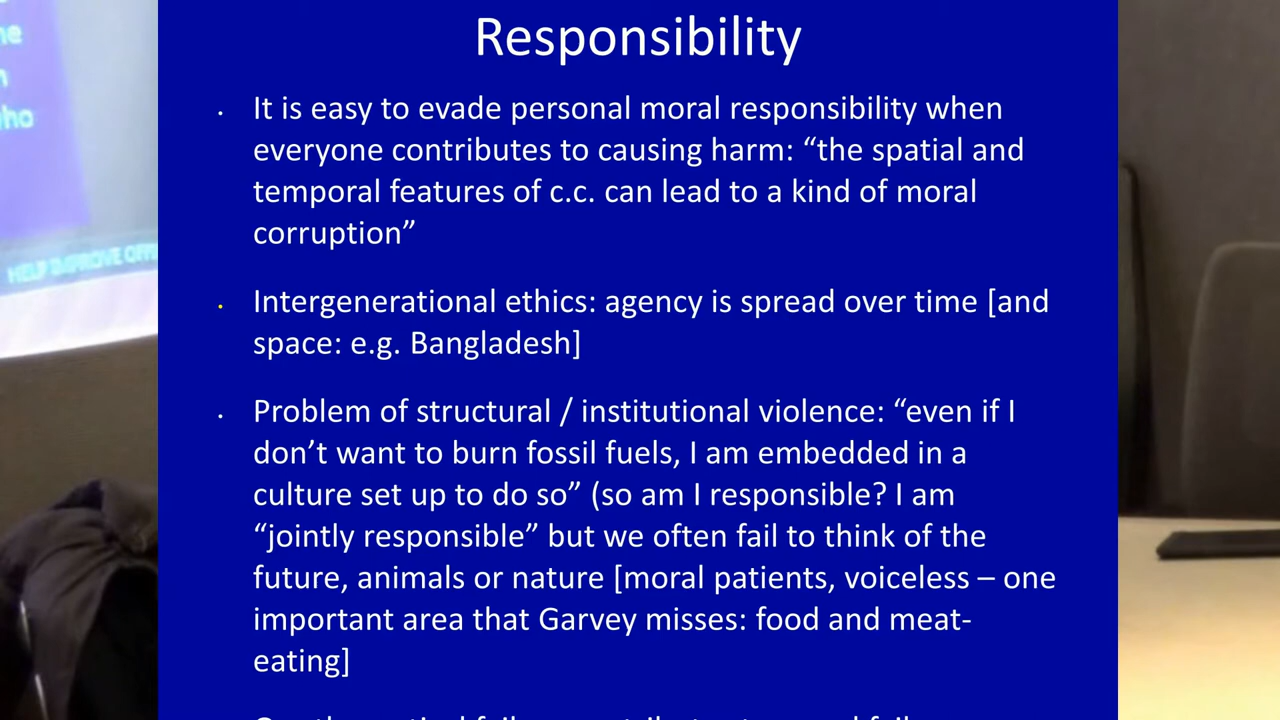 Responsibility
• It is easy to evade personal moral responsibility when
everyone contributes to causing harm: “the spatial and
temporal features of c.c. can lead to a kind of moral
corruption”
• Intergenerational ethics: agency is spread over time [and
space: e.g. Bangladesh]
• Problem of structural / institutional violence: “even if I
don’t want to burn fossil fuels, I am embedded in a
culture set up to do so” (so am I responsible? I am
“jointly responsible” but we often fail to think of the
future, animals or nature [moral patients, voiceless – one
important area that Garvey misses: food and meat-
eating]
HELP IMPROVE